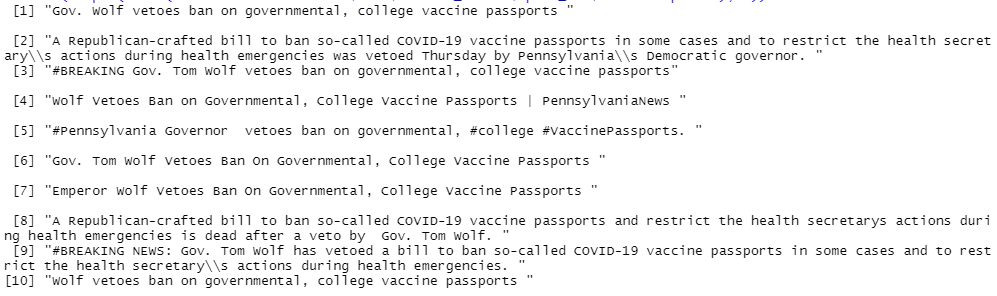 [1] "Gov. Wolf vetoes ban on governmental, college vaccine passports "
[2] "A Republican-crafted bill to ban so-called COVID-19 vaccine passports in some cases and to restrict the health secret
ary\\s actions during health emergencies was vetoed Thursday by Pennsylvania\\s Democratic governor. "
[3] "#BREAKING Gov. Tom Wolf vetoes ban on governmental, college vaccine passports"
[4] "Wolf Vetoes Ban on Governmental, College Vaccine Passports | PennsylvaniaNews "
[5] "#Pennsylvania Governor  vetoes ban on governmental, #college #VaccinePassports. "
[6] "Gov. Tom Wolf Vetoes Ban On Governmental, College Vaccine Passports "
[7] "Emperor Wolf Vetoes Ban On Governmental, College Vaccine Passports "
[8] "A Republican-crafted bill to ban so-called COVID-19 vaccine passports and restrict the health secretarys actions duri
ng health emergencies is dead after a veto by  Gov. Tom Wolf. "
[9] "#BREAKING NEWS: Gov. Tom Wolf has vetoed a bill to ban so-called COVID-19 vaccine passports in some cases and to rest
rict the health secretary\\s actions during health emergencies. "
[10] "Wolf vetoes ban on governmental, college vaccine passports "